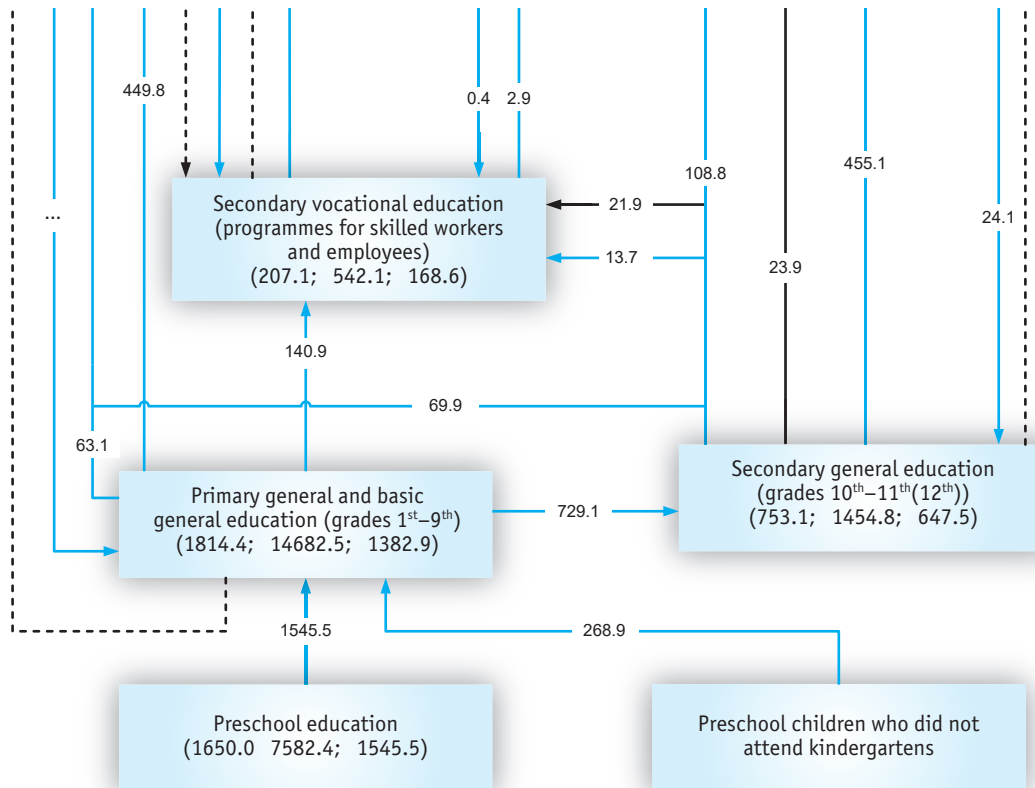 449.8
0.4
2.9
108.8
455.1
...
24.1
Secondary vocational education
(programmes for skilled workers
and employees)
(207.1; 542.1; 168.6)
21.9
13.7
23.9
140.9
69.9
63.1
Secondary general education
(grades 10th–11th(12th))
(753.1; 1454.8; 647.5)
Primary general and basic
general education (grades 1st–9th)
(1814.4; 14682.5; 1382.9)
729.1
1545.5
268.9
Preschool education
(1650.0 7582.4; 1545.5)
Preschool children who did not
attend kindergartens